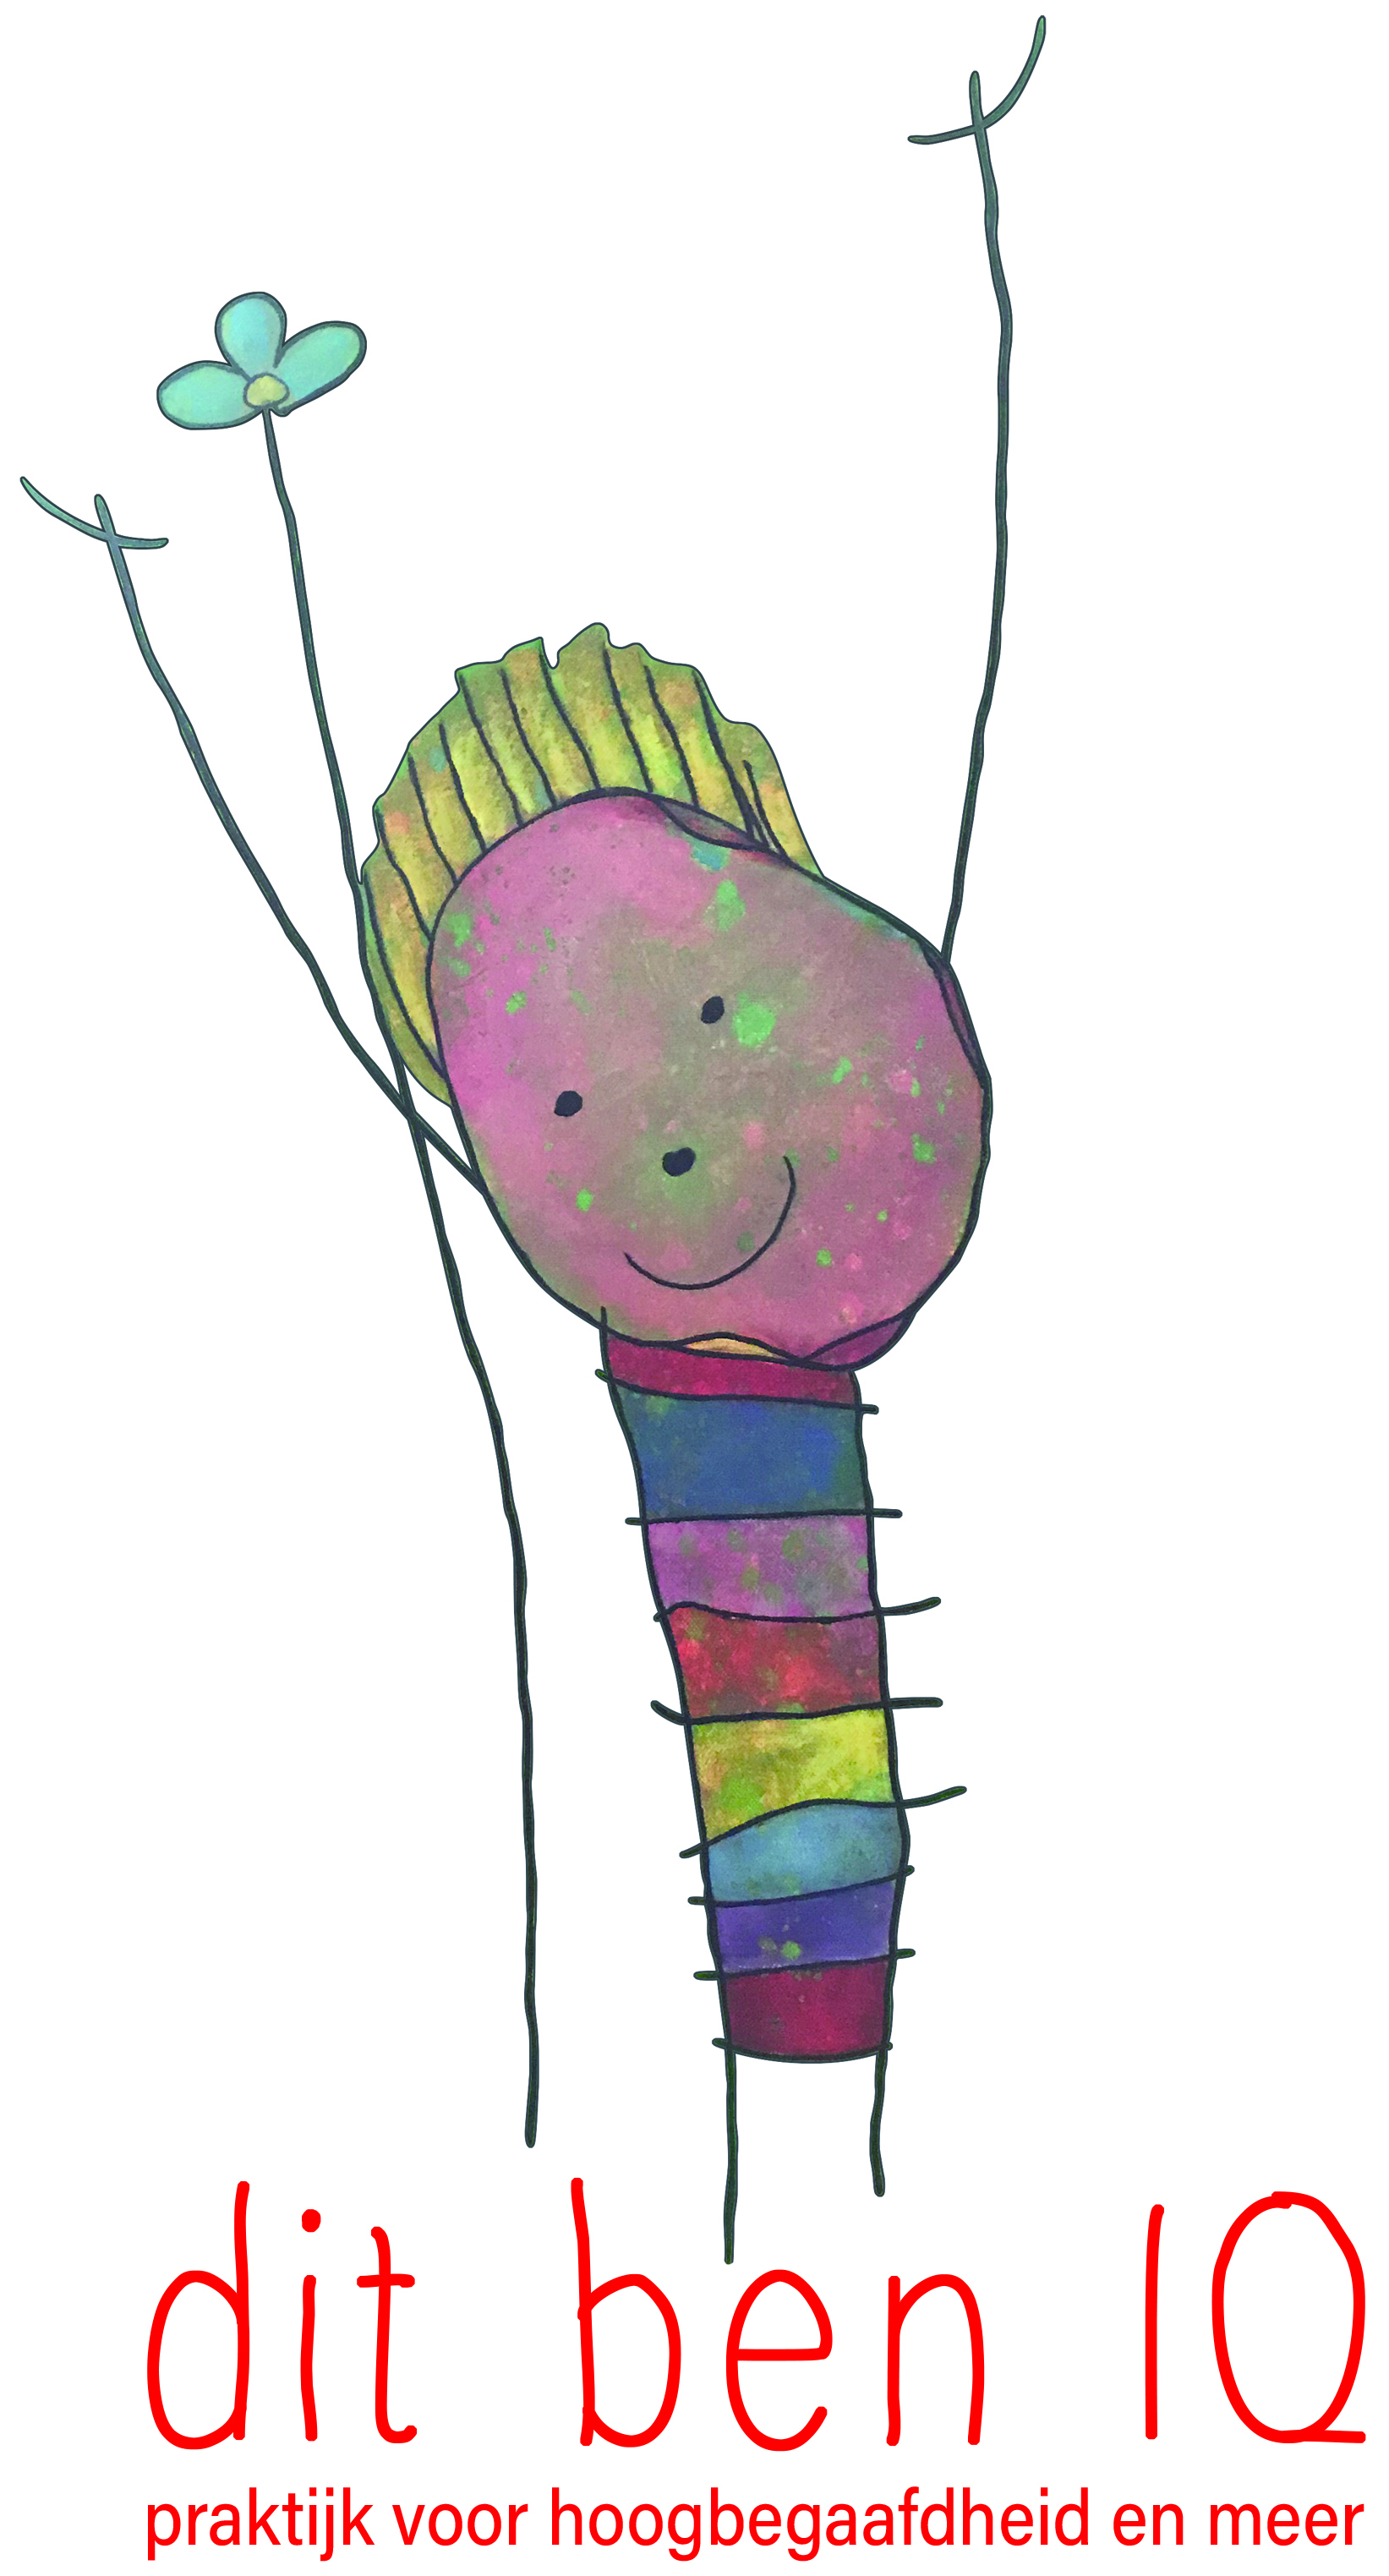 dit ben IQ
praktijk voor hoogbegaafdheid en meer